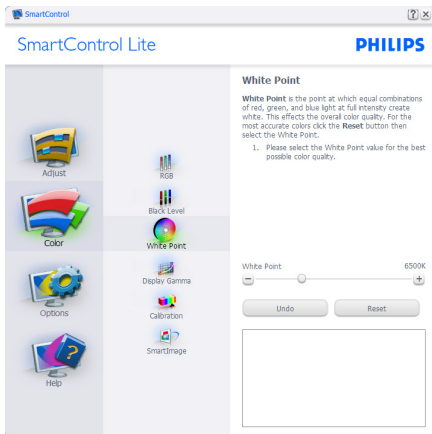 SmartControl
SmartControl Lite
PHILIPS
Adjust
Color
Options
Help
RGB
Black Level
White Point
Display Gamma
Calibration
SmartImage
White Point
White Point is the point at which equal combinations
of red, green, and blue light at full intensity create
white. This effects the overall color quality. For the
most accurate colors click the Reset button then
select the White Point.
1. Please select the White Point value for the best
possible color quality.
White Point 6500K
Undo Reset